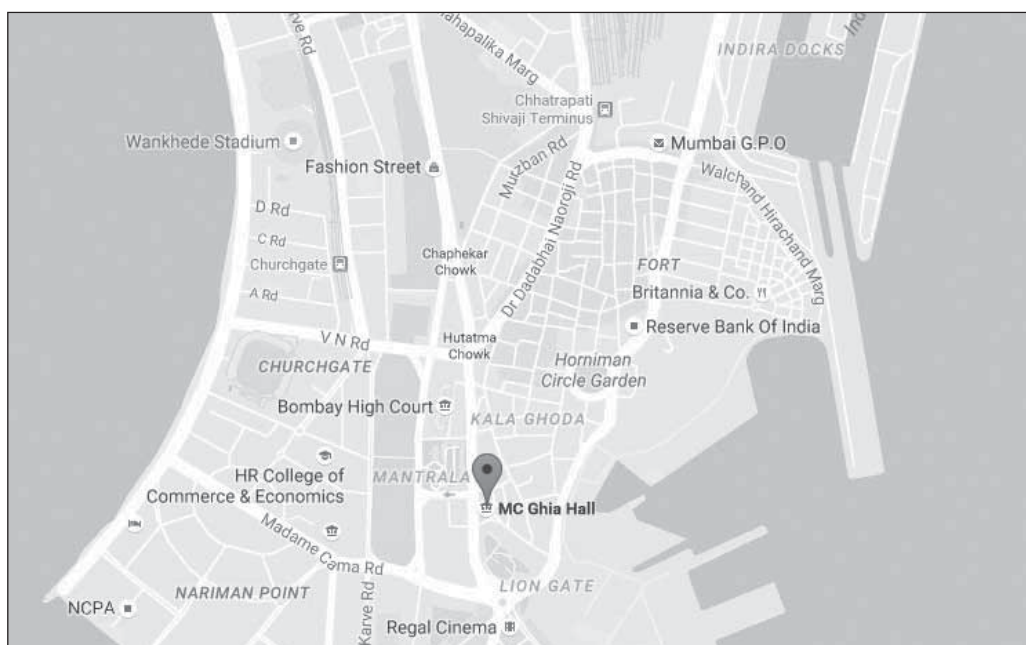 Karve Rd
Mahapalika Marg
INDIRA DOCKS
Chhatrapati
Shivaji Terminus
Wankhede Stadium
Mumbai G.P.O
Fashion Street
Mutzban Rd
Walchand Hirachand Marg
D Rd
C Rd
Churchgate
A Rd
Chaphekar
Chowk
Dr Dadabhai Naoroji Rd
FORT
Britannia & Co.
Reserve Bank Of India
V N Rd
Hutatma
Chowk
CHURCHGATE
Horniman
Circle Garden
Bombay High Court
KALA GHODA
HR College of
Commerce & Economics
MANTRALA
MC Ghia Hall
Madame Cama Rd
NARIMAN POINT
LION GATE
NCPA
Karve Rd
Regal Cinema